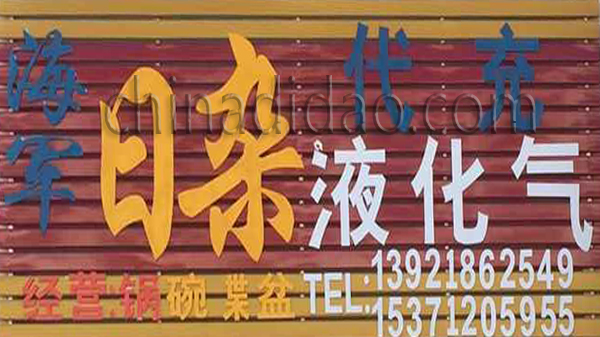 海军
日杂
代充
液化气
经营:锅碗 瓢盆
TEL:13921862549
15371205955
chinadidao.com